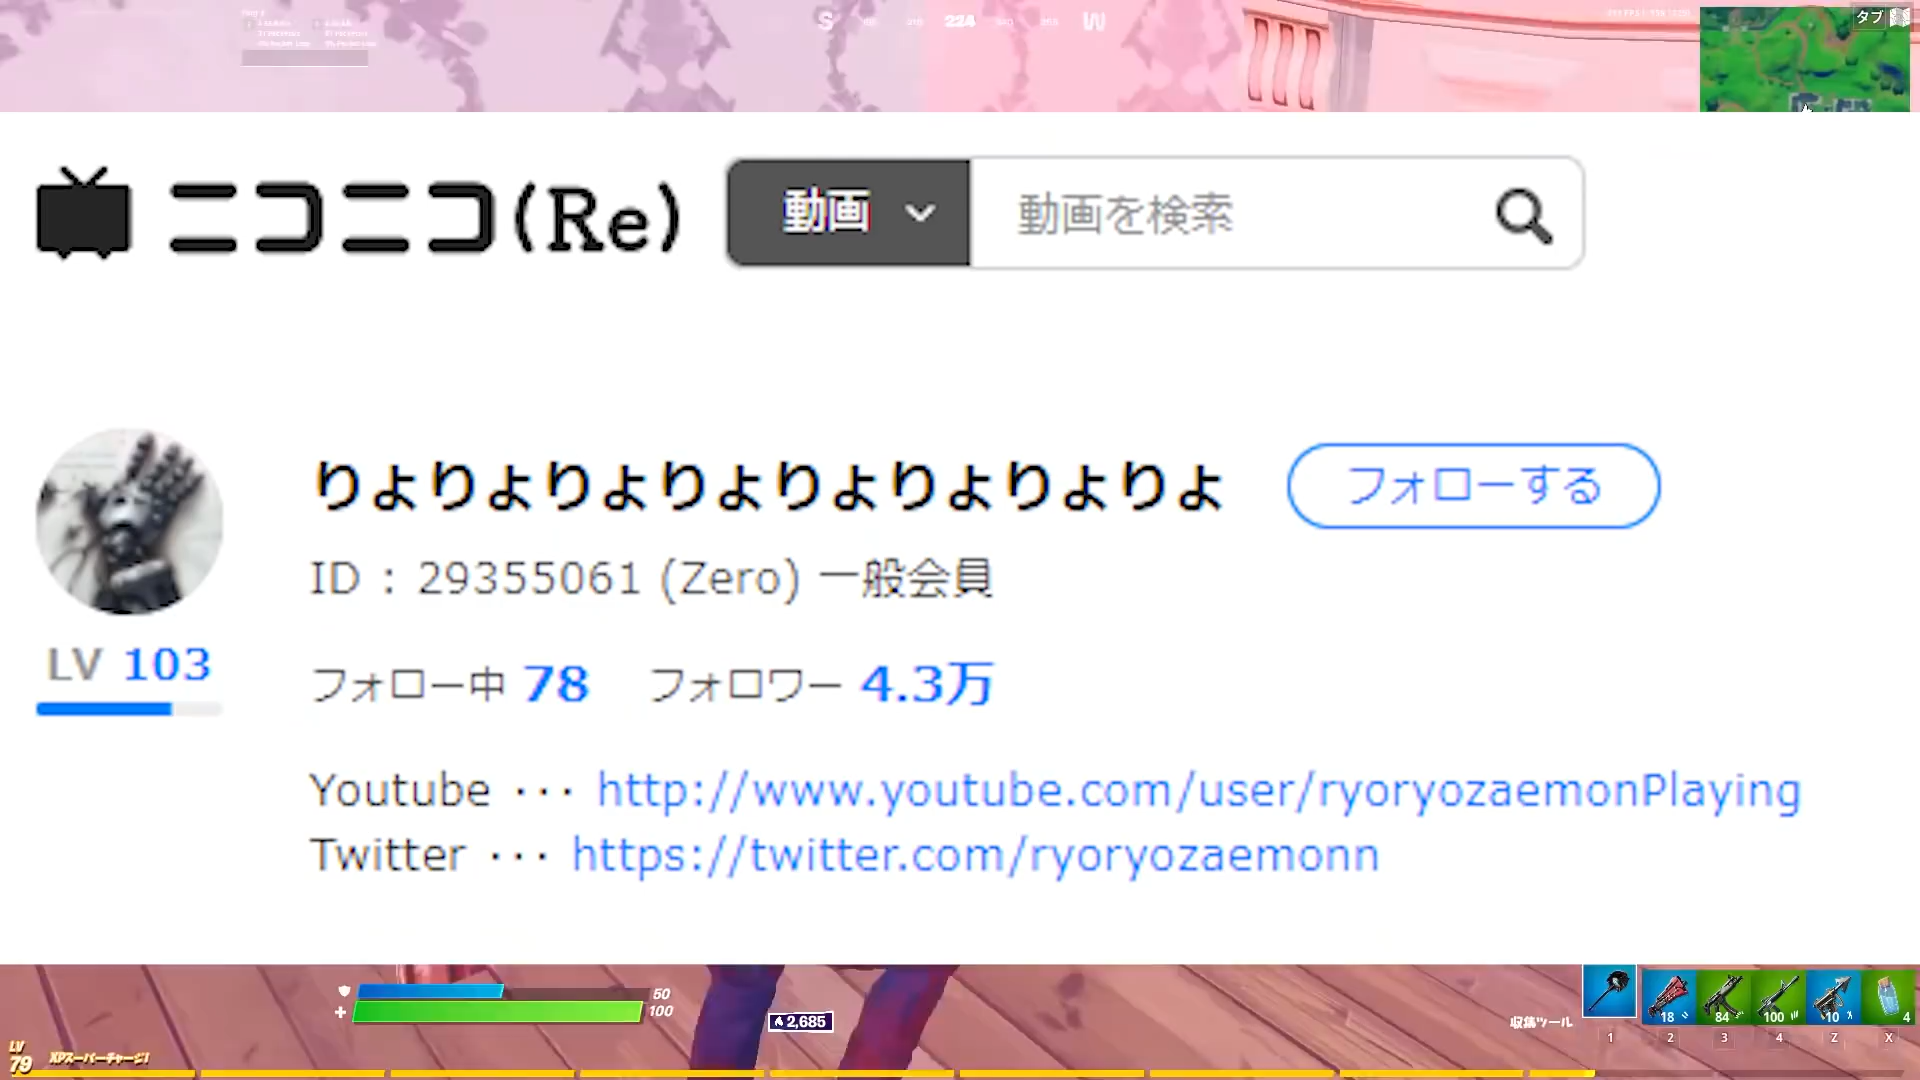 S 224 W
タブ
ニコニコ(Re) 動画 動画を検索
りょりょりょりょりょりょりょりょ フォローする
ID : 29355061 (Zero) 一般会員
LV 103
フォロー中 78 フォロワー 4.3万
Youtube ･･･ http://www.youtube.com/user/ryoryozaemonPlaying
Twitter ･･･ https://twitter.com/ryoryozaemonn
50
100
2,685
収集ツール
18 84 100 10 4
1 2 3 4 Z X
LV
79 XPスーパーチャージ!